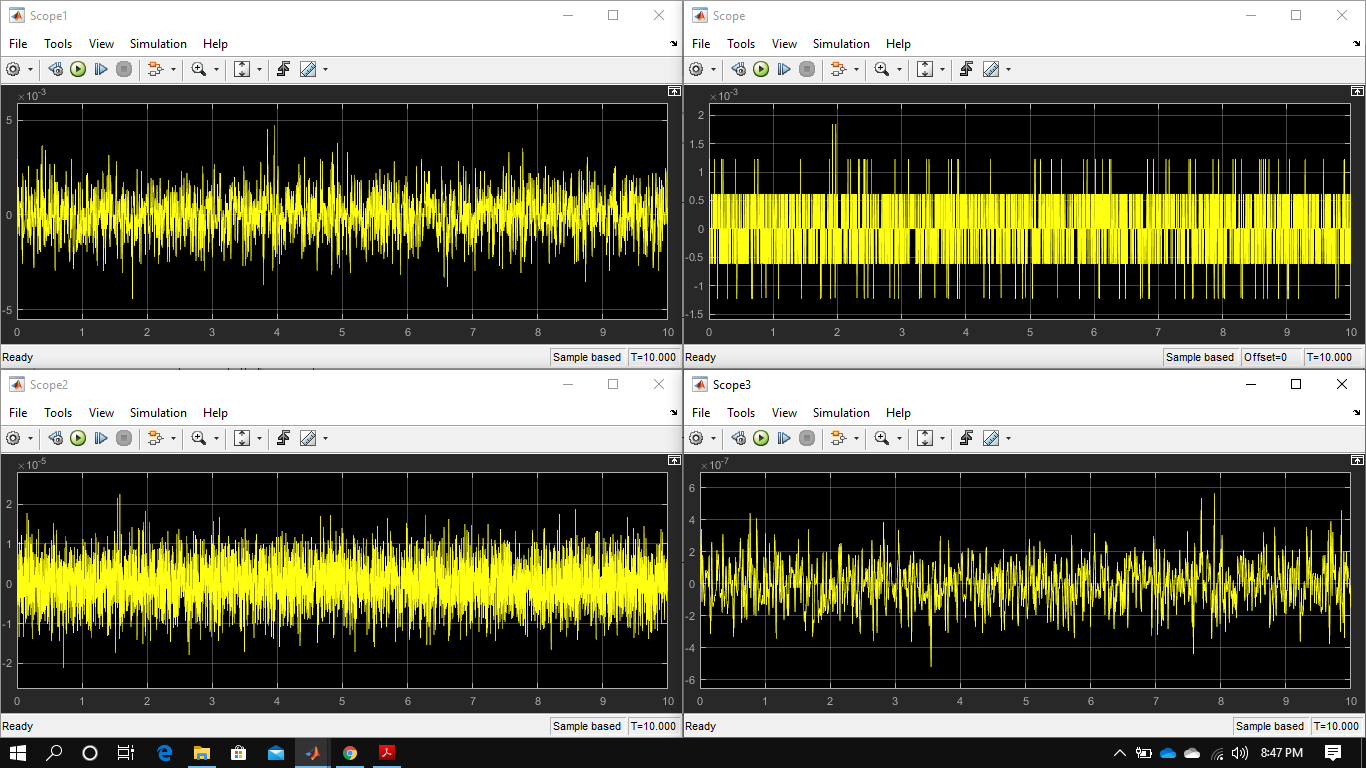 Scope1
File Tools View Simulation Help
×10-3
5
0
-5
0 1 2 3 4 5 6 7 8 9 10
Ready Sample based T=10.000
Scope
File Tools View Simulation Help
×10-3
2
1.5
1
0.5
0
-0.5
-1
-1.5
0 1 2 3 4 5 6 7 8 9 10
Ready Sample based Offset=0 T=10.000
Scope2
File Tools View Simulation Help
×10-5
2
1
0
-1
-2
0 1 2 3 4 5 6 7 8 9 10
Ready Sample based T=10.000
Scope3
File Tools View Simulation Help
×10-7
6
4
2
0
-2
-4
-6
0 1 2 3 4 5 6 7 8 9 10
Ready Sample based T=10.000
8:47 PM